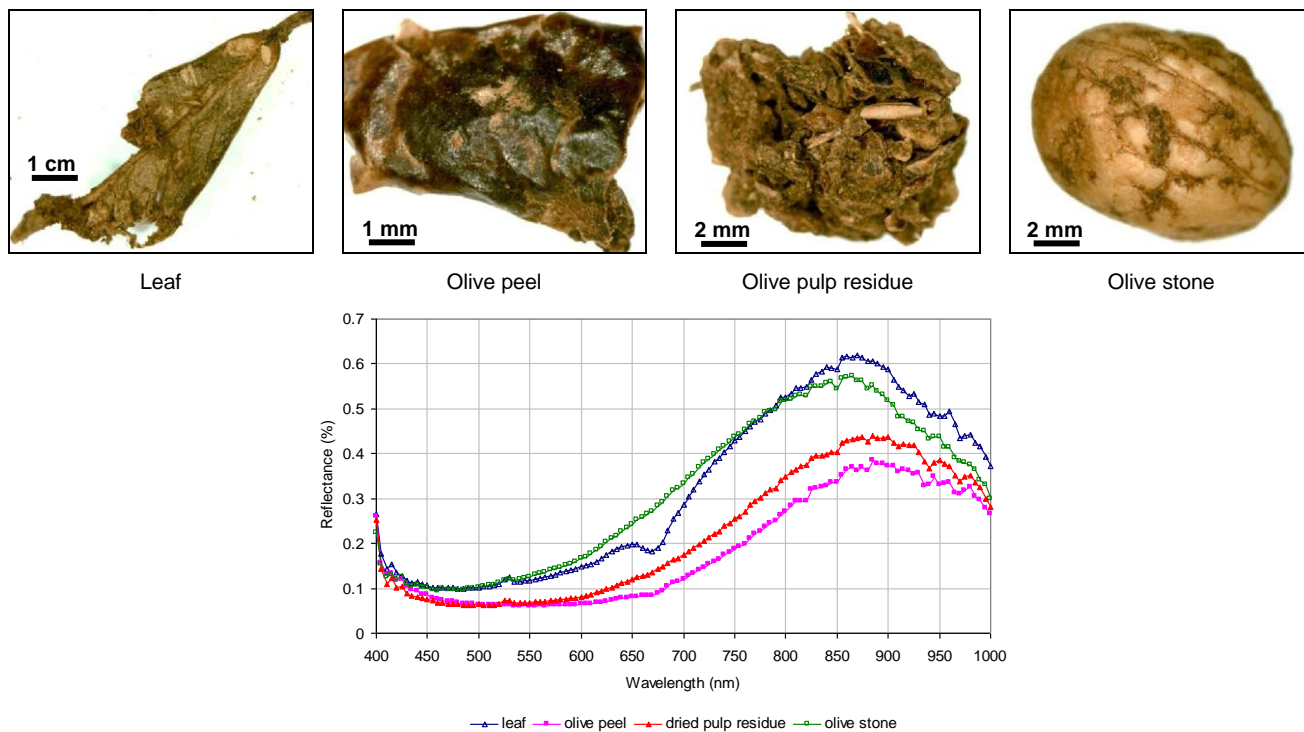 1 cm
1 mm
2 mm
2 mm
Leaf
Olive peel
Olive pulp residue
Olive stone
0.7
0.6
0.5
0.4
0.3
0.2
0.1
0
Reflectance (%)
400 450 500 550 600 650 700 750 800 850 900 950 1000
Wavelength (nm)
leaf olive peel dried pulp residue olive stone